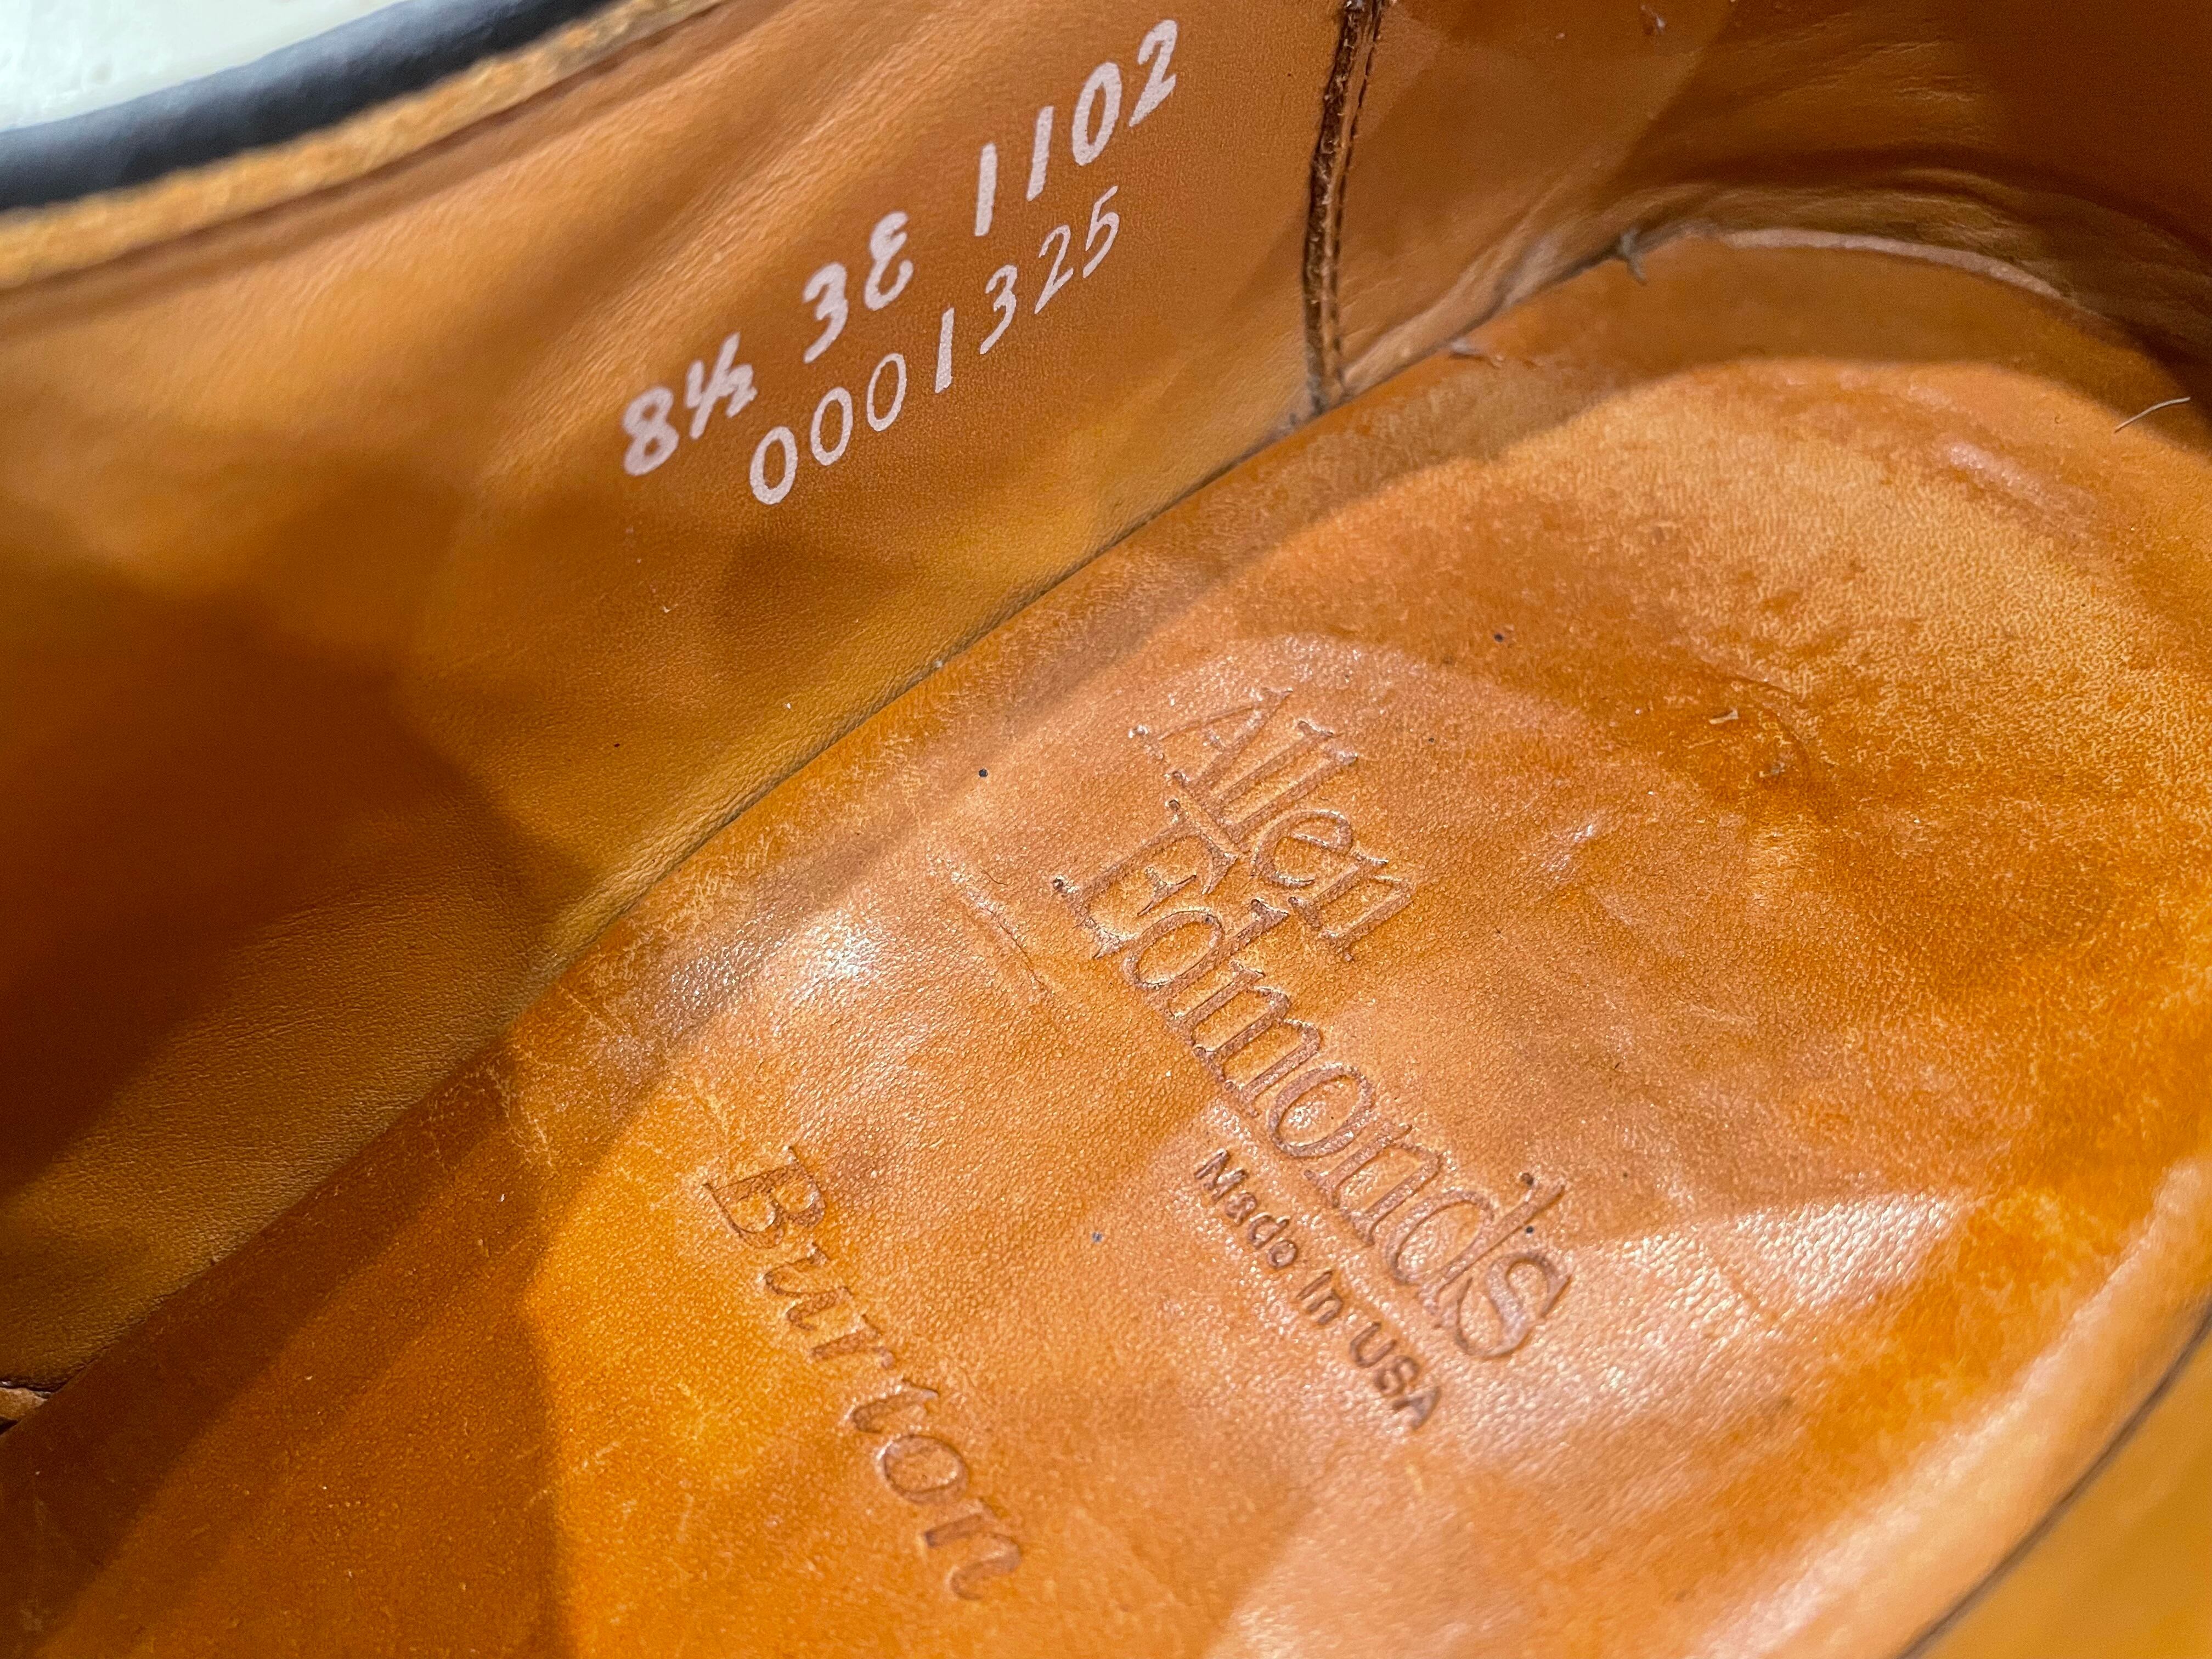 8½ 3E 1102
0001325
Allen
Edmonds
Made In USA
Burton